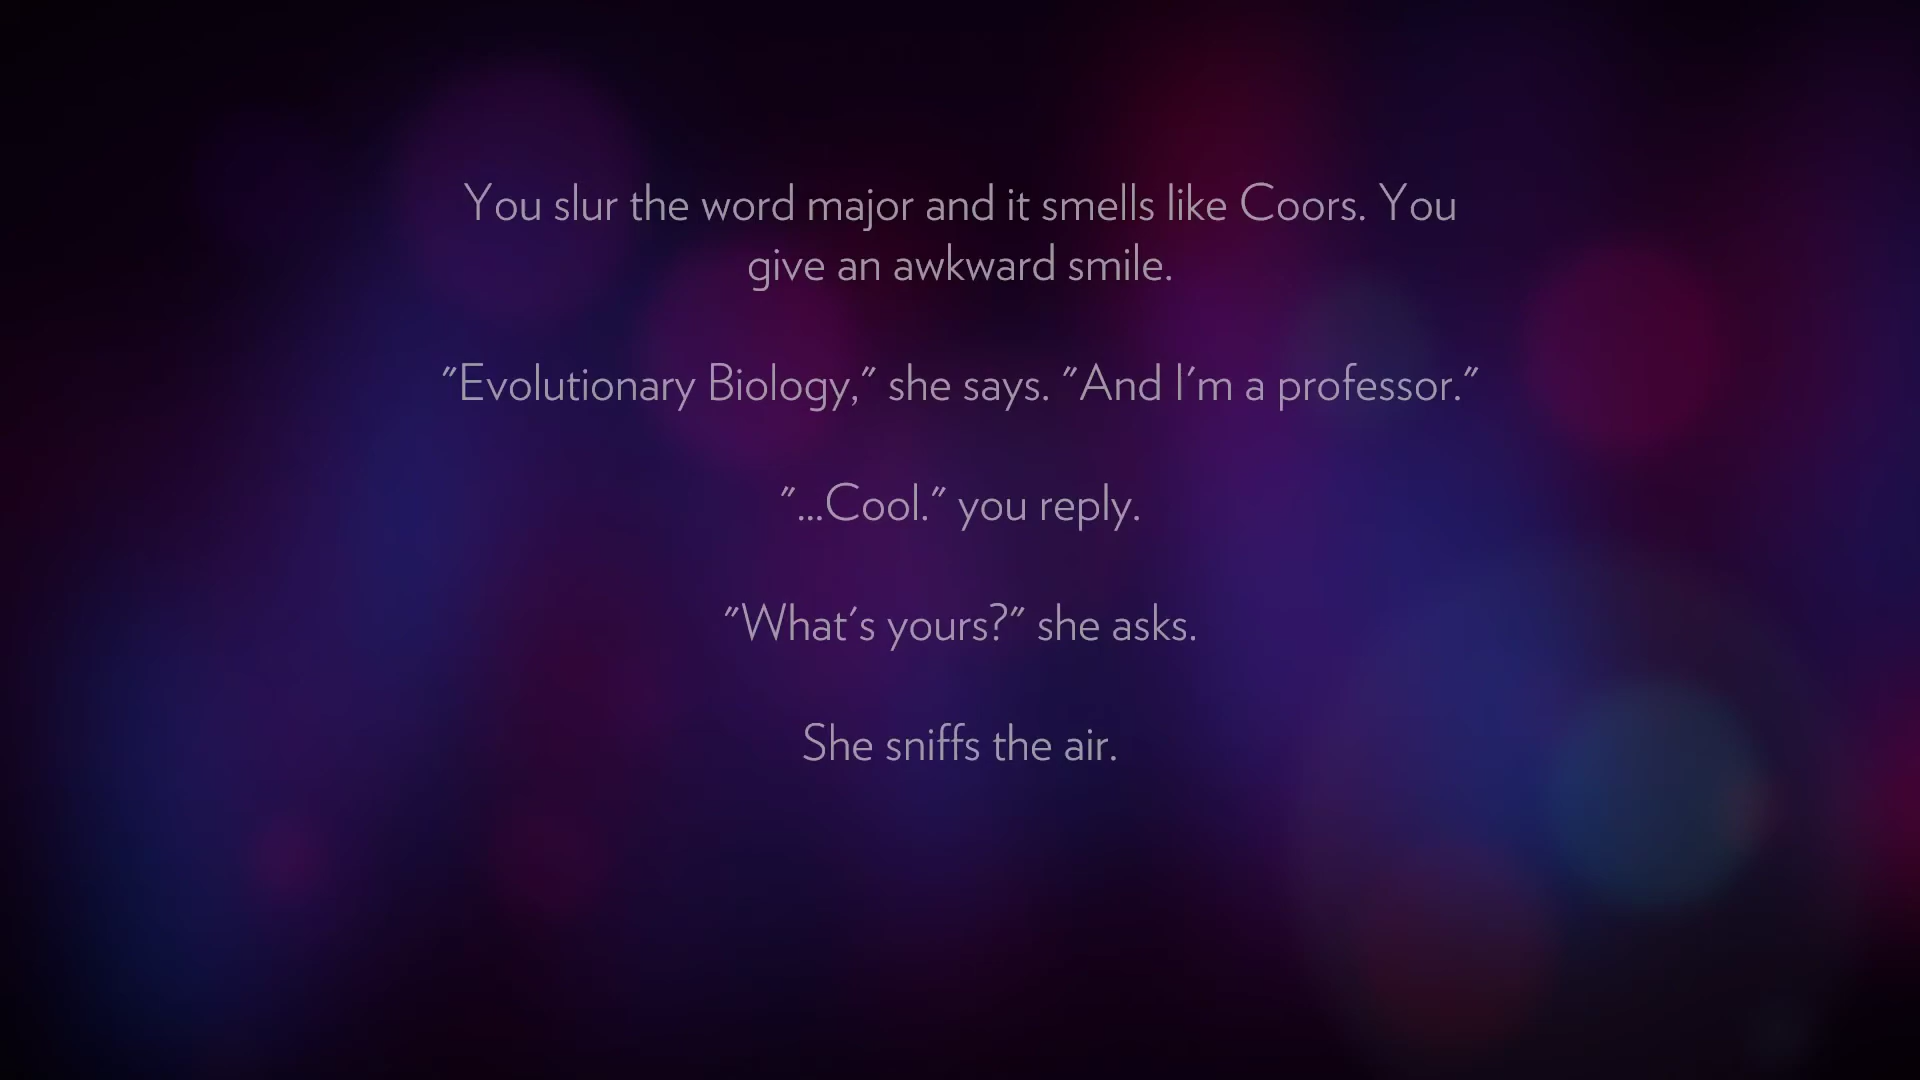 You slur the word major and it smells like Coors. You
give an awkward smile.
"Evolutionary Biology," she says. "And I'm a professor."
"...Cool." you reply.
"What's yours?" she asks.
She sniffs the air.